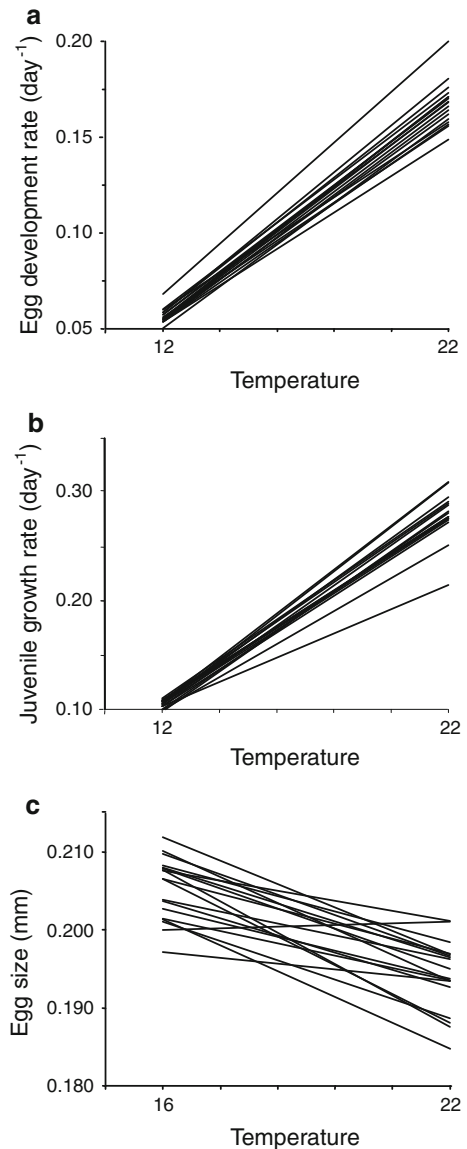 a
0.20
0.15
0.10
0.05
Egg development rate (day-1)
12
22
Temperature
b
0.30
0.20
0.10
Juvenile growth rate (day-1)
12
22
Temperature
c
0.210
0.200
0.190
0.180
Egg size (mm)
16
22
Temperature